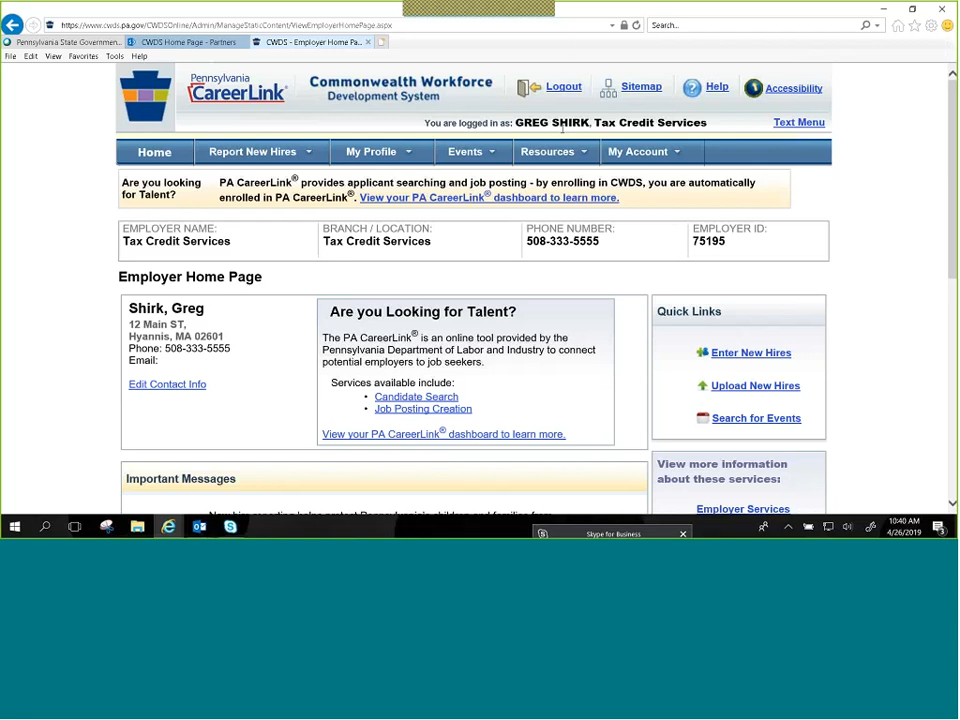 https://www.cwds.pa.gov/CWDSOnline/Admin/ManageStaticContent/ViewEmployerHomePage.aspx
Search...
Pennsylvania State Governmen...
CWDS Home Page - Partners
CWDS - Employer Home Pa...
File Edit View Favorites Tools Help
Pennsylvania
CareerLink®
Commonwealth Workforce
Development System
Logout
Sitemap
Help
Accessibility
You are logged in as: GREG SHIRK, Tax Credit Services
Text Menu
Home
Report New Hires
My Profile
Events
Resources
My Account
Are you looking
for Talent?
PA CareerLink® provides applicant searching and job posting - by enrolling in CWDS, you are automatically
enrolled in PA CareerLink®. View your PA CareerLink® dashboard to learn more.
EMPLOYER NAME:
Tax Credit Services
BRANCH / LOCATION:
Tax Credit Services
PHONE NUMBER:
508-333-5555
EMPLOYER ID:
75195
Employer Home Page
Shirk, Greg
12 Main ST,
Hyannis, MA 02601
Phone: 508-333-5555
Email:
Edit Contact Info
Are you Looking for Talent?
The PA CareerLink® is an online tool provided by the
Pennsylvania Department of Labor and Industry to connect
potential employers to job seekers.
Services available include:
• Candidate Search
• Job Posting Creation
View your PA CareerLink® dashboard to learn more.
Quick Links
Enter New Hires
Upload New Hires
Search for Events
Important Messages
View more information
about these services:
Employer Services
Skype for Business
10:40 AM
4/26/2019